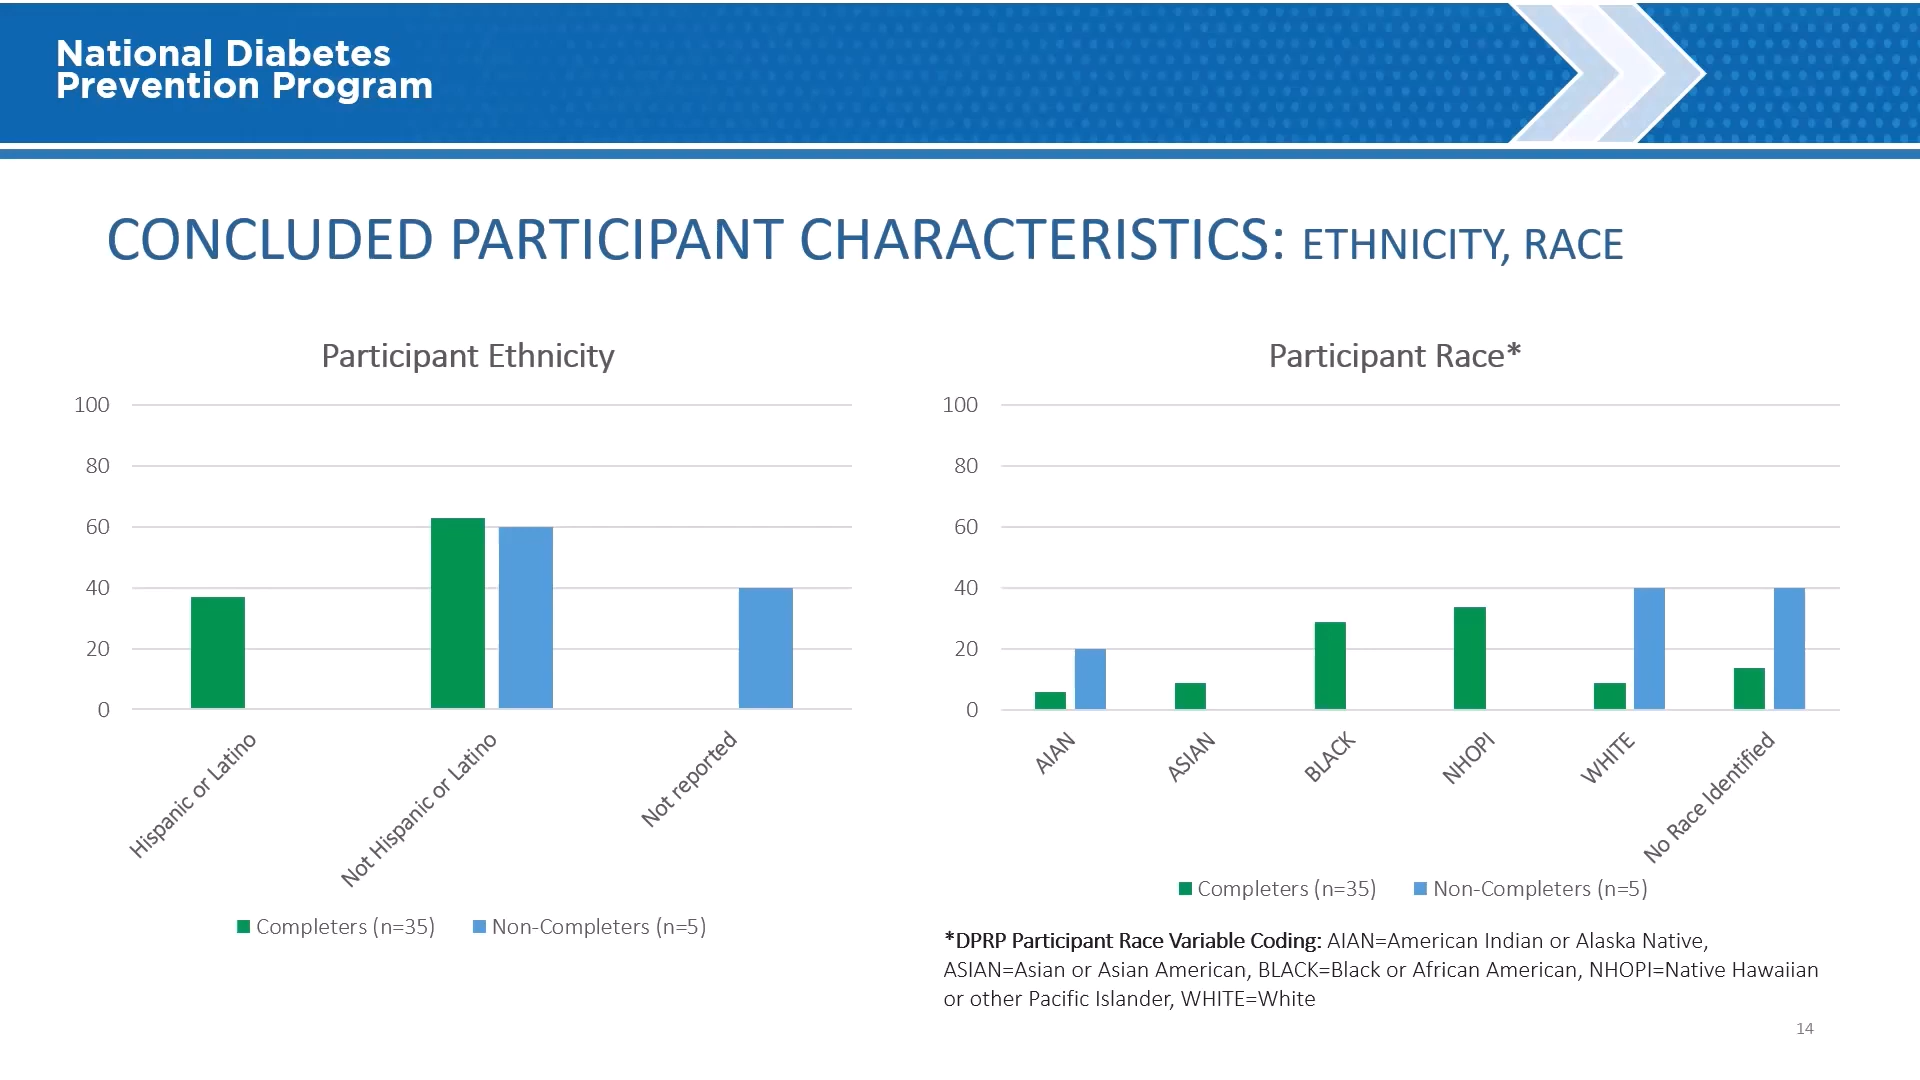 National Diabetes
Prevention Program
CONCLUDED PARTICIPANT CHARACTERISTICS: ETHNICITY, RACE
Participant Ethnicity
100
80
60
40
20
0
Hispanic or Latino
Not Hispanic or Latino
Not reported
Completers (n=35)
Non-Completers (n=5)
Participant Race*
100
80
60
40
20
0
AIAN
ASIAN
BLACK
NHOPI
WHITE
No Race Identified
Completers (n=35)
Non-Completers (n=5)
*DPRP Participant Race Variable Coding: AIAN=American Indian or Alaska Native,
ASIAN=Asian or Asian American, BLACK=Black or African American, NHOPI=Native Hawaiian
or other Pacific Islander, WHITE=White
14